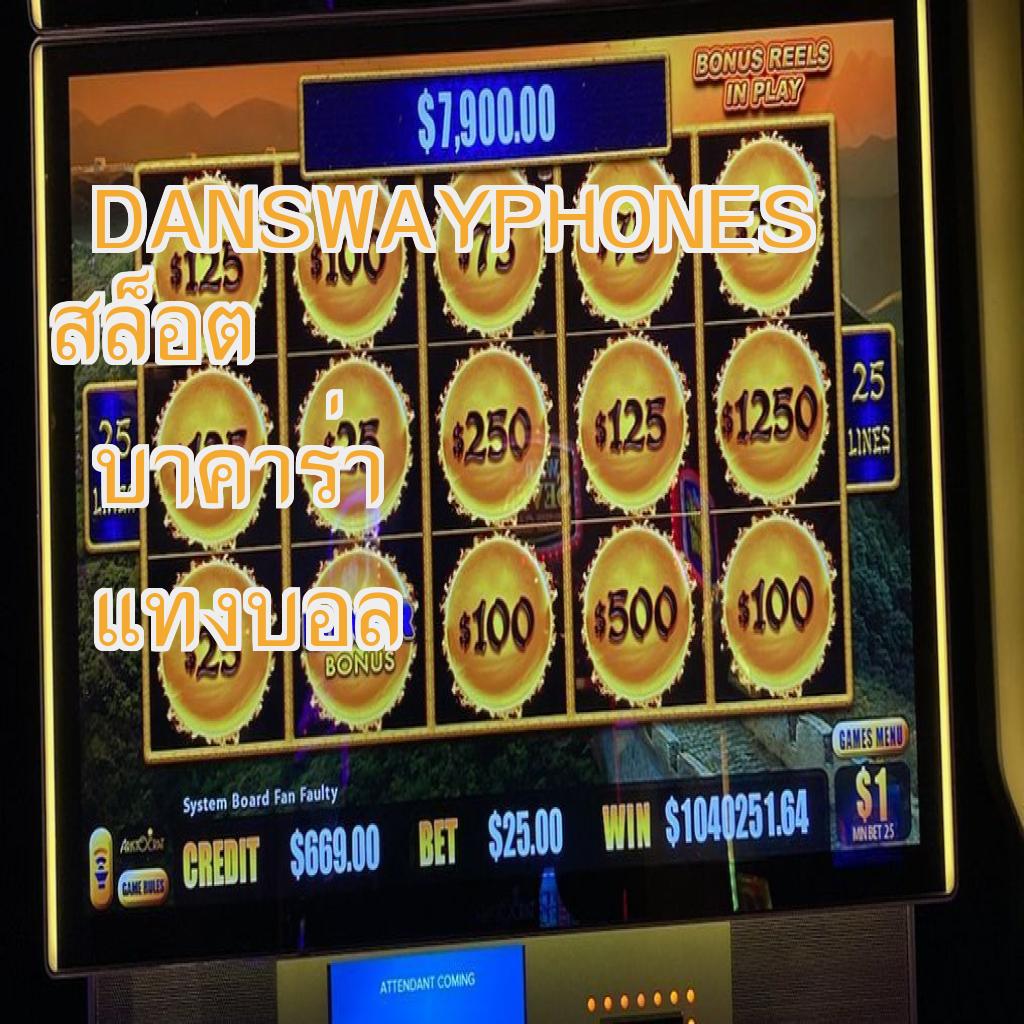 BONUS REELS
IN PLAY
$7,900.00
DANSWAYPHONES
$125 $100 $75
สล็อต
$250 $125 $1250
25
LINES
25
บาคาร่า
แทงบอล
$25 BONUS $100 $500 $100
GAMES MENU
$1
MIN BET 25
System Board Fan Faulty
ARISTOCRAT
GAME RULES
CREDIT $669.00 BET $25.00 WIN $1040251.64
ATTENDANT COMING